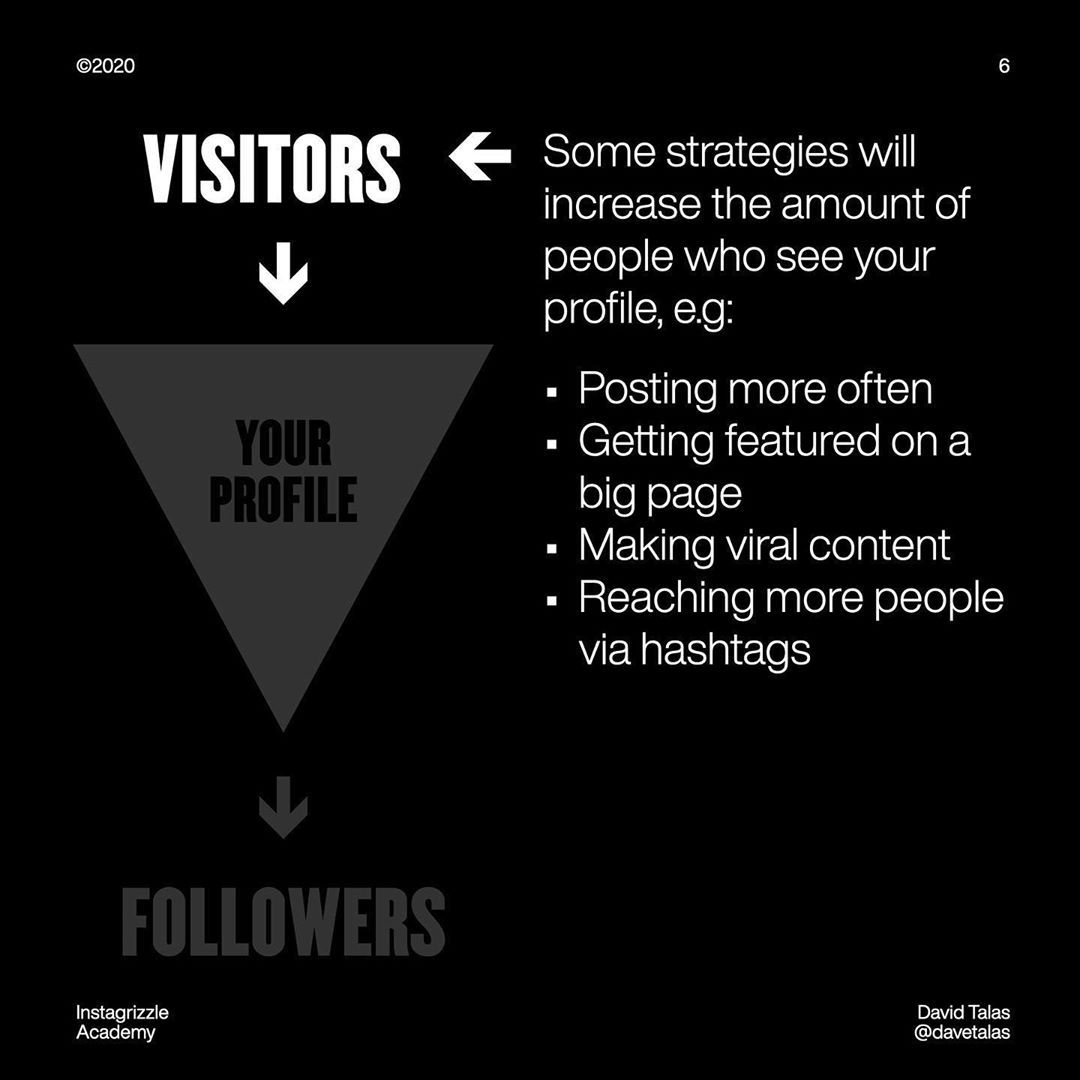 ©2020
6
VISITORS
Some strategies will
increase the amount of
people who see your
profile, e.g:
▪ Posting more often
▪ Getting featured on a
big page
▪ Making viral content
▪ Reaching more people
via hashtags
YOUR
PROFILE
FOLLOWERS
Instagrizzle
Academy
David Talas
@davetalas